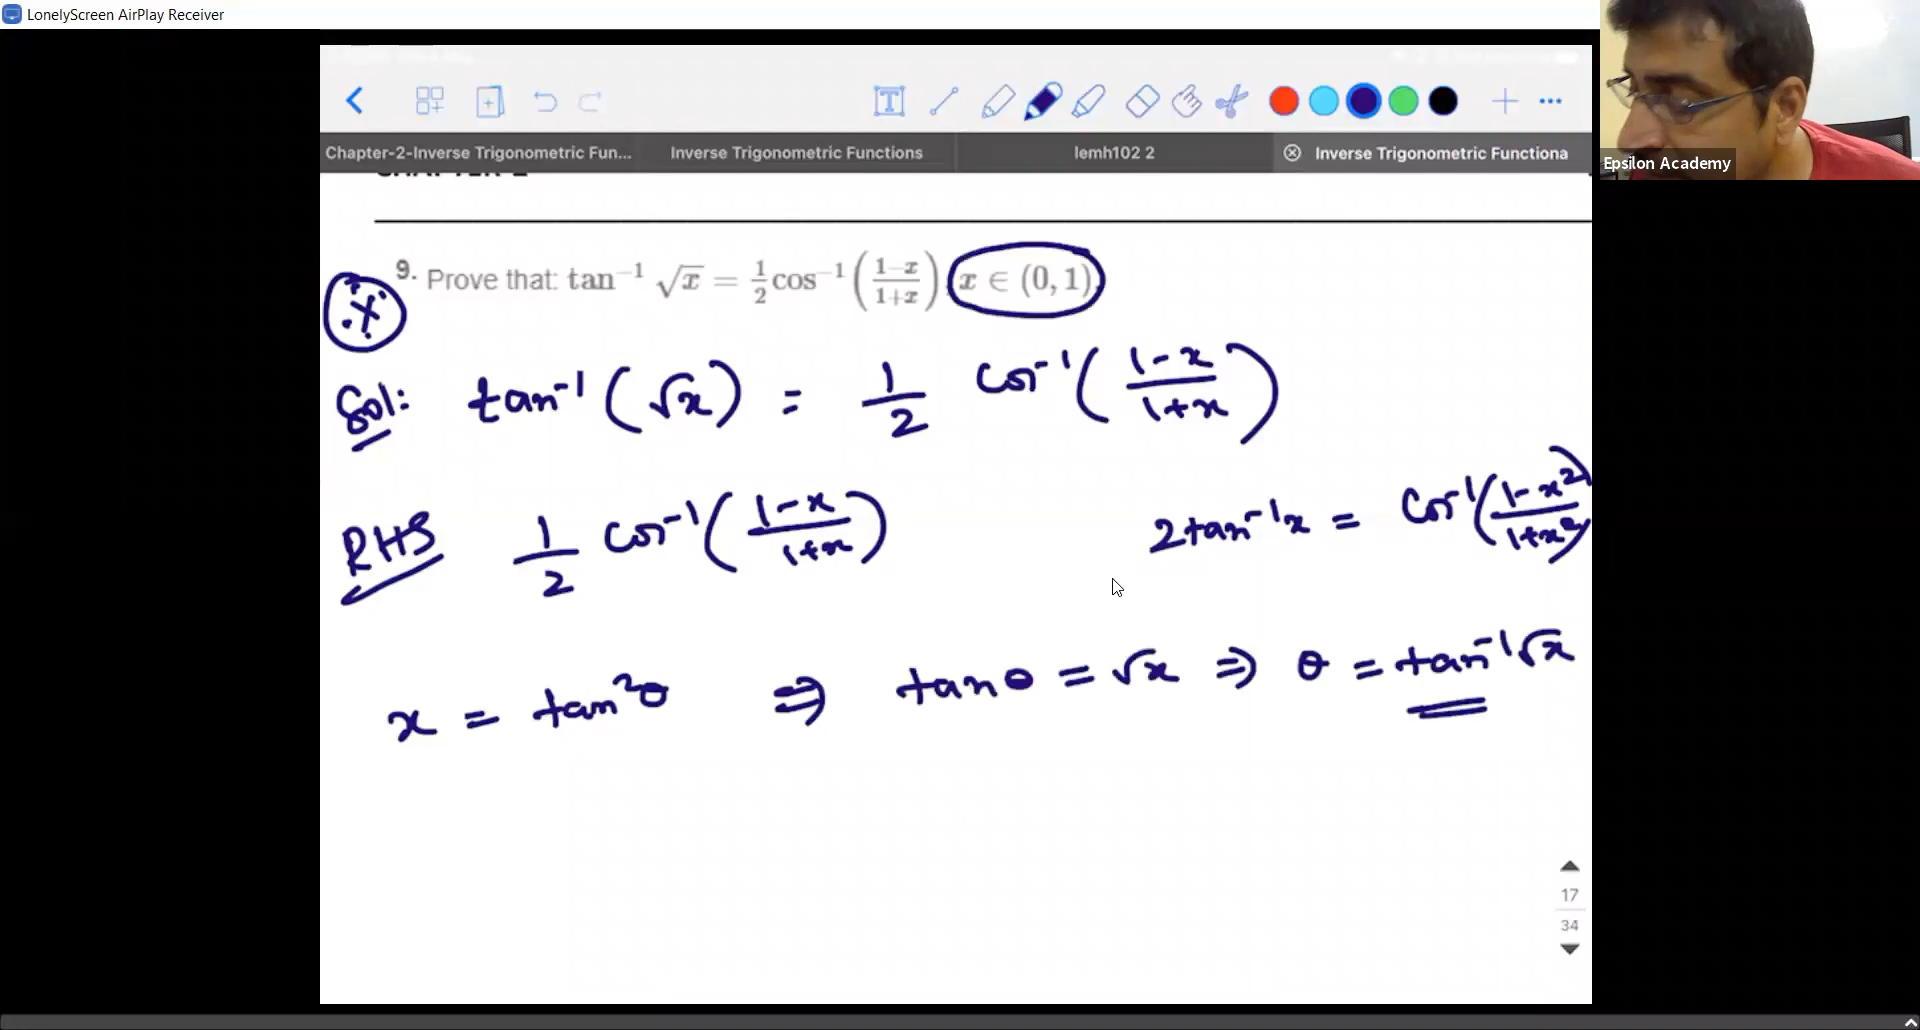 LonelyScreen AirPlay Receiver
Chapter-2-Inverse Trigonometric Fun... Inverse Trigonometric Functions lemh102 2 Inverse Trigonometric Functiona
Epsilon Academy
9. Prove that: tan⁻¹ √x = 1/2 cos⁻¹ ((1−x)/(1+x)) x ∈ (0, 1)
Sol: tan⁻¹ (√x) = 1/2 cos⁻¹ ((1-x)/(1+x))
RHS 1/2 cos⁻¹ ((1-x)/(1+x)) 2tan⁻¹x = cos⁻¹ ((1-x²)/(1+x²))
x = tan²θ ⇒ tanθ = √x ⇒ θ = tan⁻¹√x
17
34